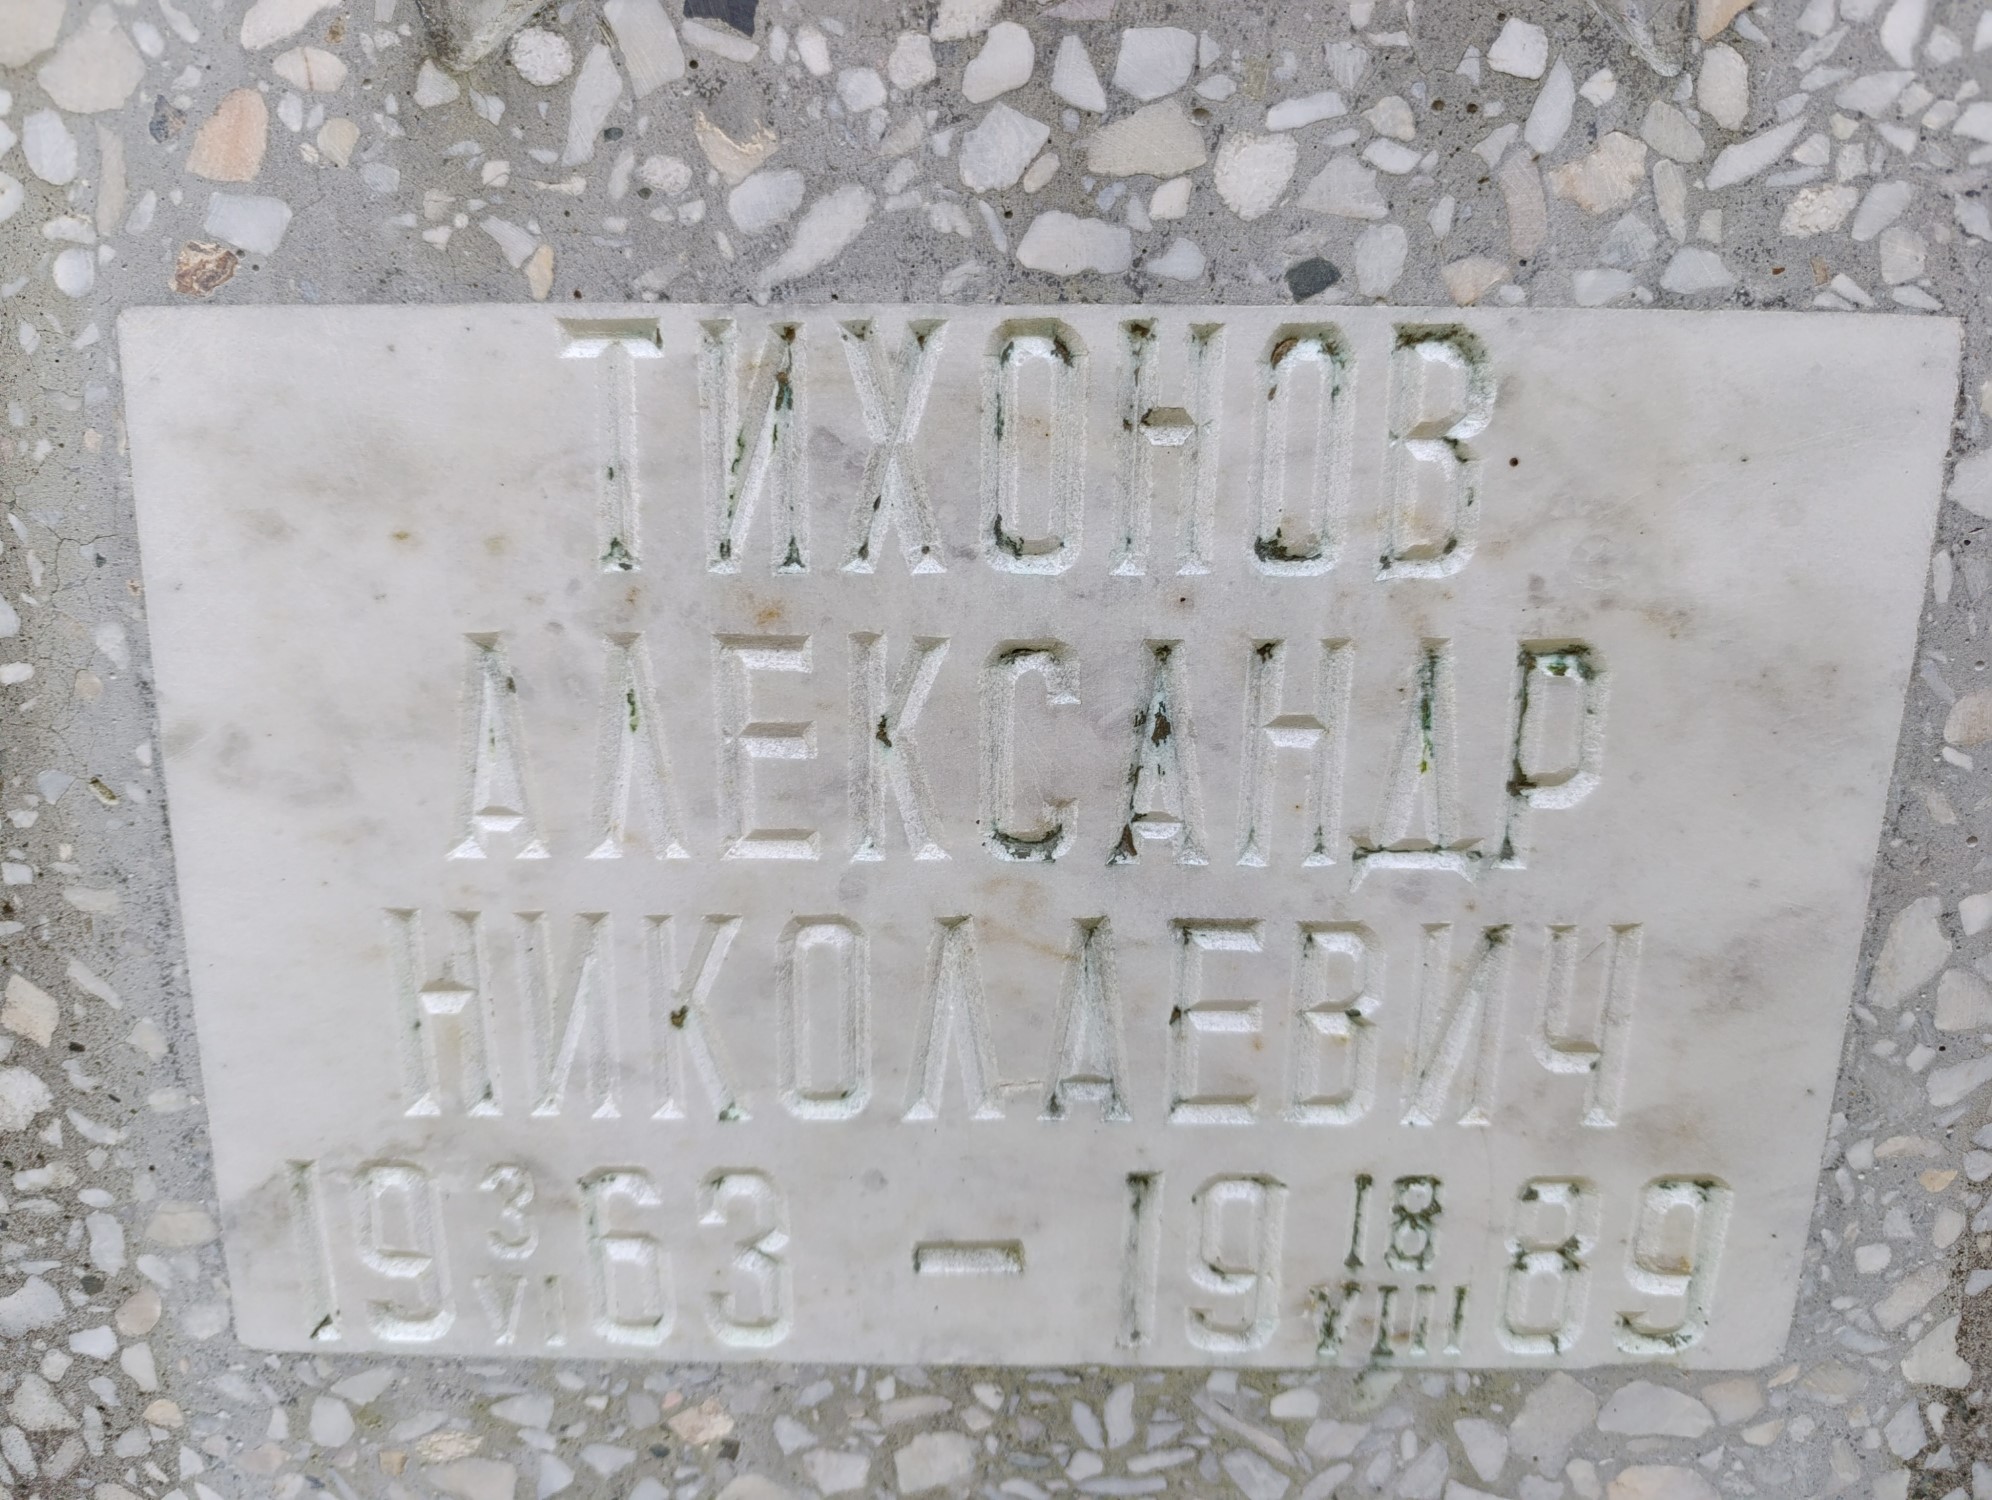 ТИХОНОВ
АЛЕКСАНДР
НИКОЛАЕВИЧ
19 3/VI 63 – 19 18/VIII 89